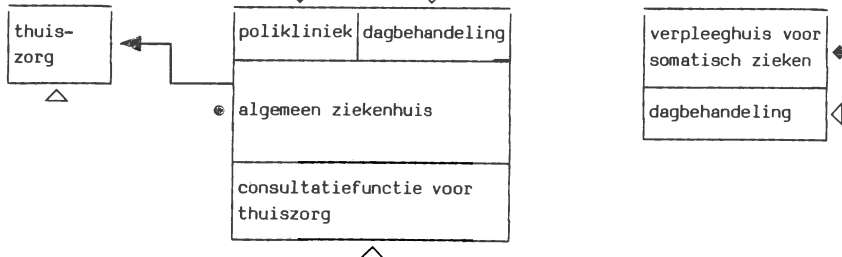 thuis-
zorg
polikliniek
dagbehandeling
algemeen ziekenhuis
consultatiefunctie voor
thuiszorg
verpleeghuis voor
somatisch zieken
dagbehandeling